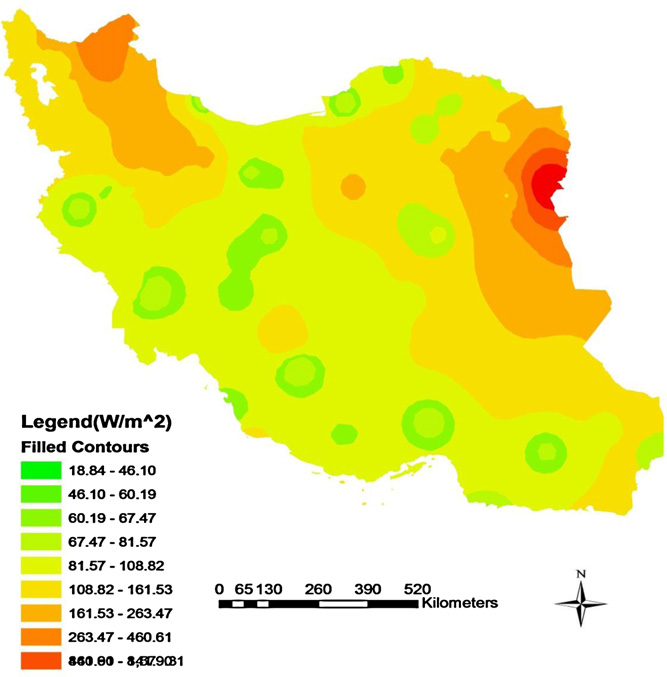 Legend(W/m^2)
Filled Contours
18.84 - 46.10
46.10 - 60.19
60.19 - 67.47
67.47 - 81.57
81.57 - 108.82
108.82 - 161.53
161.53 - 263.47
263.47 - 460.61
0 65 130 260 390 520
Kilometers
N